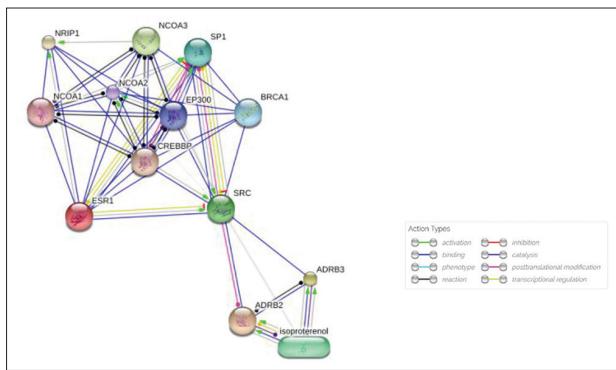 NCOA3
NRIP1
SP1
NCOA2
NCOA1
BRCA1
EP300
CREBBP
SRC
ESR1
Action Types
activation
inhibition
binding
catalysis
phenotype
posttranslational modification
reaction
transcriptional regulation
ADRB3
ADRB2
isoproterenol